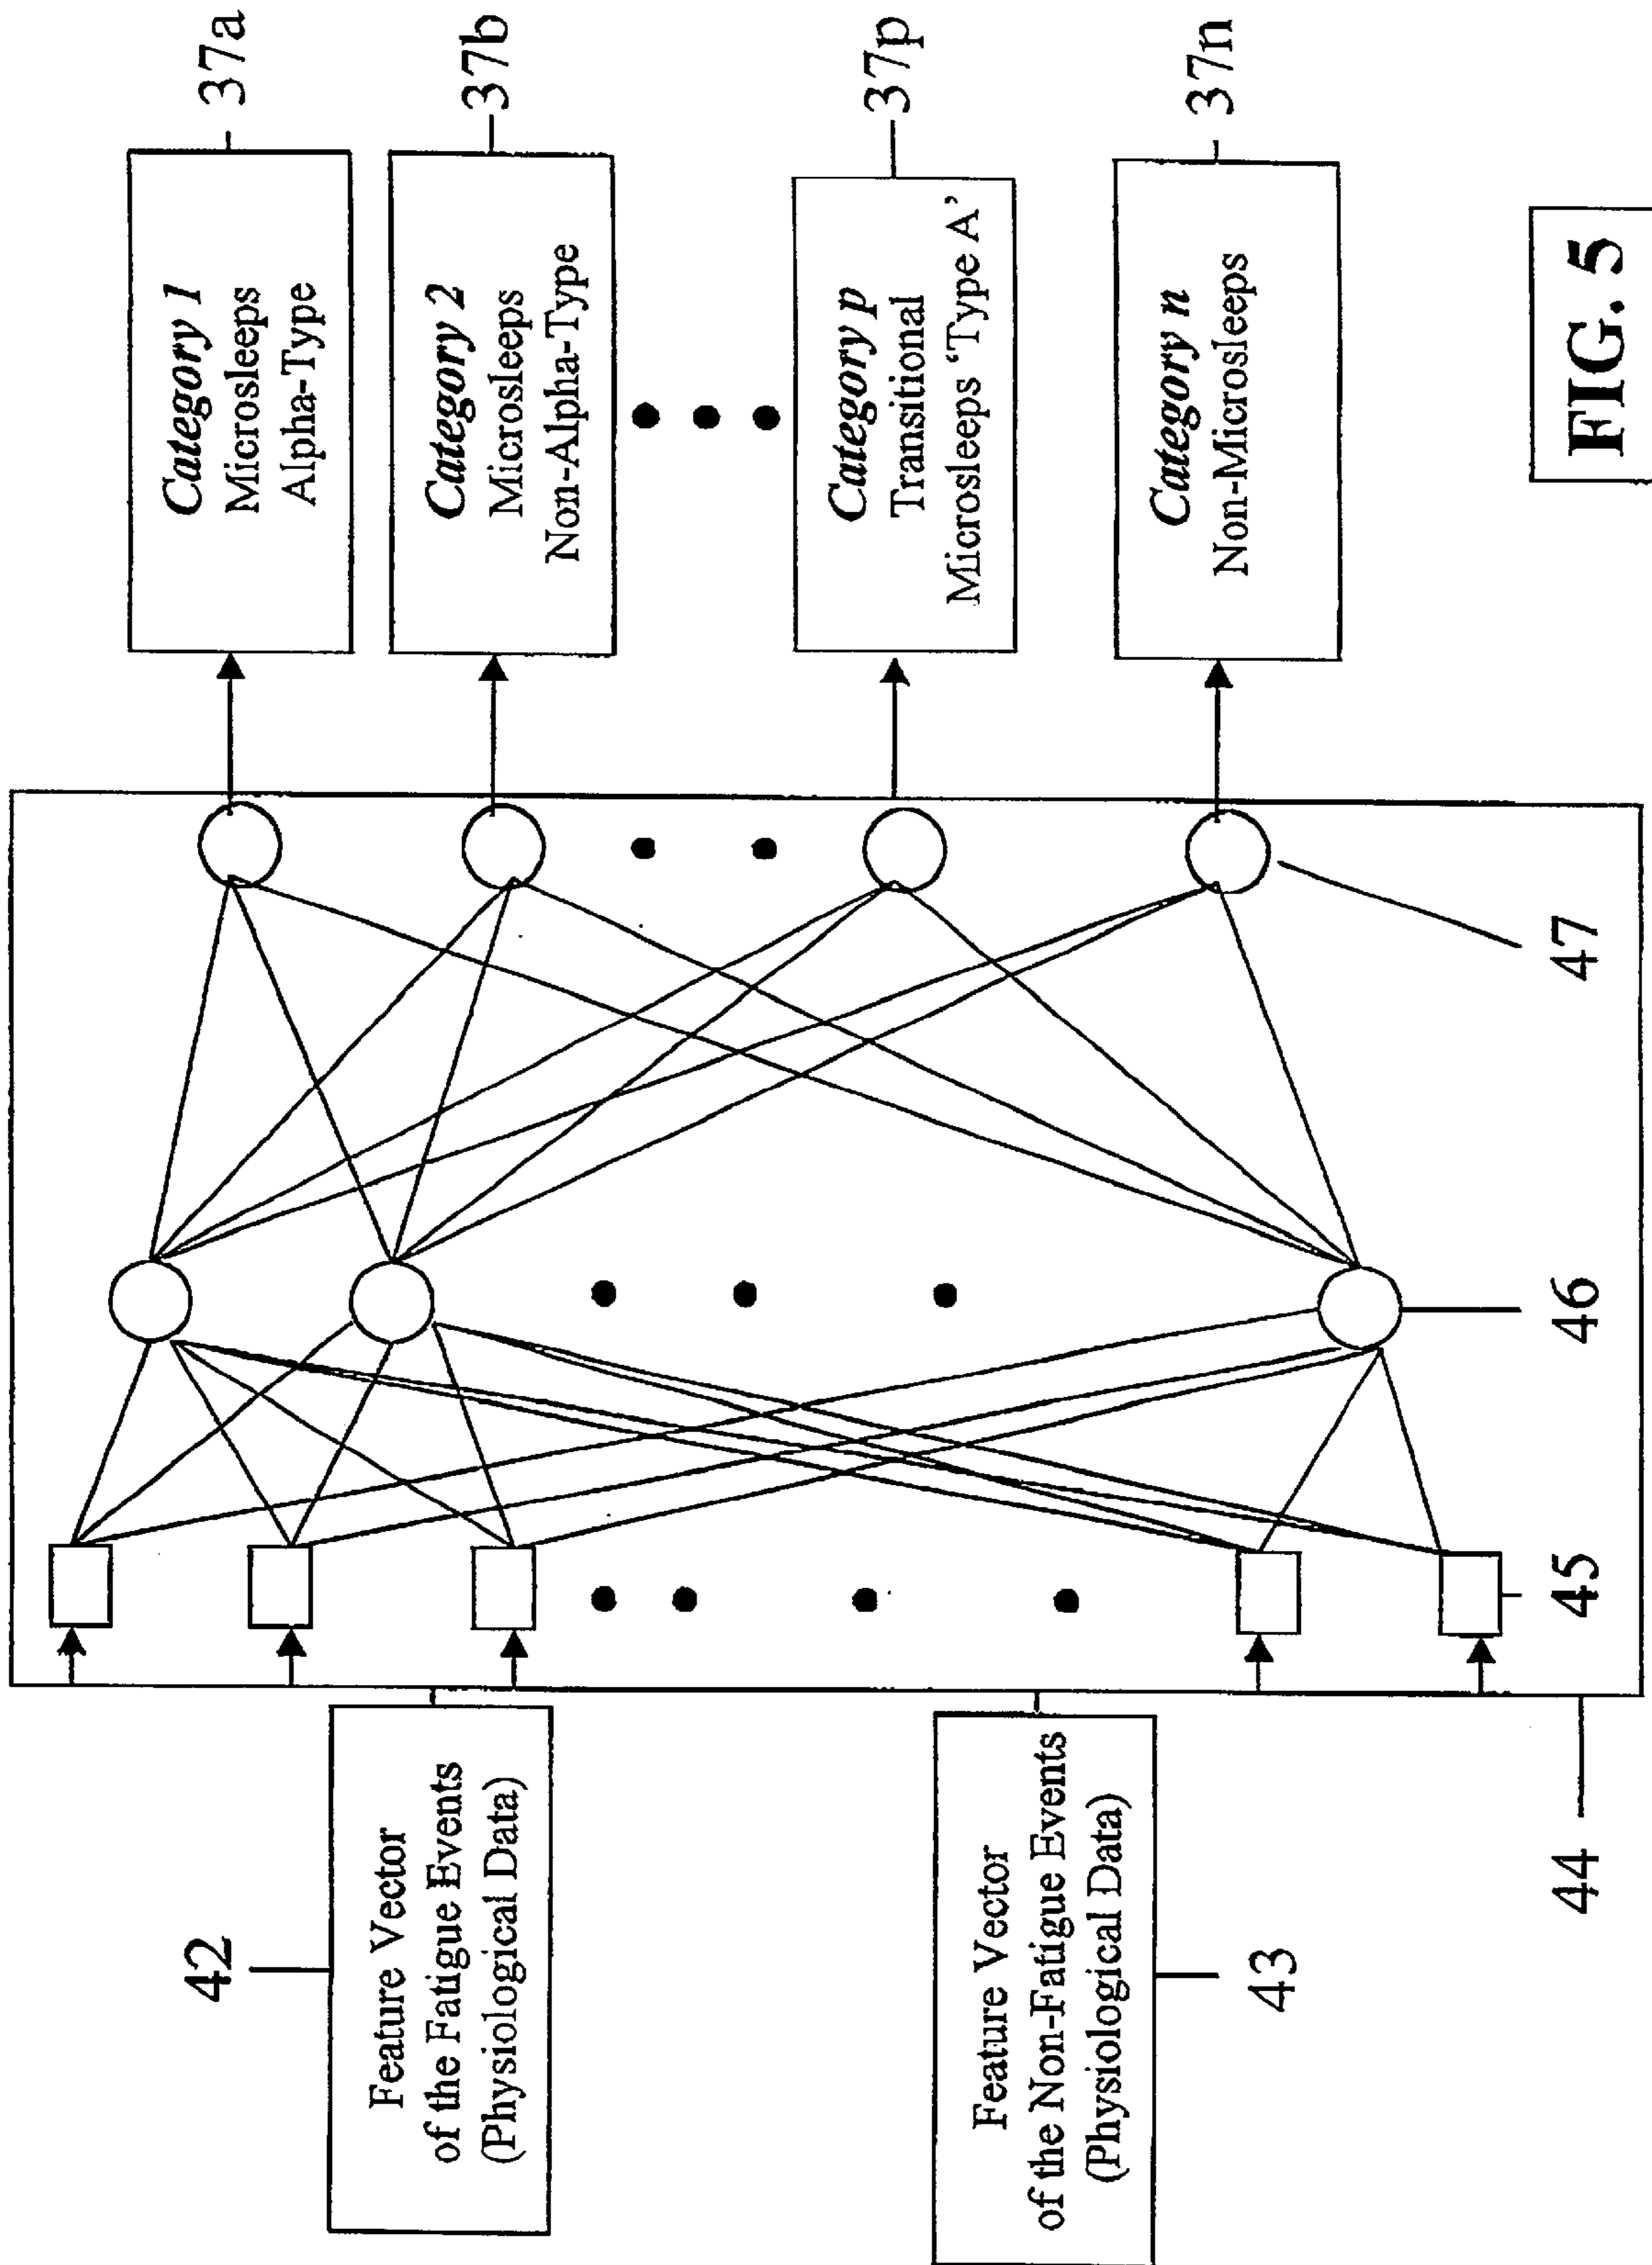 42
Feature Vector
of the Fatigue Events
(Physiological Data)
Feature Vector
of the Non-Fatigue Events
(Physiological Data)
43
44
45
46
47
Category 1
Microsleeps
Alpha-Type
37a
Category 2
Microsleeps
Non-Alpha-Type
37b
Category p
Transitional
Microsleeps ‘Type A’
37p
Category n
Non-Microsleeps
37n
FIG. 5